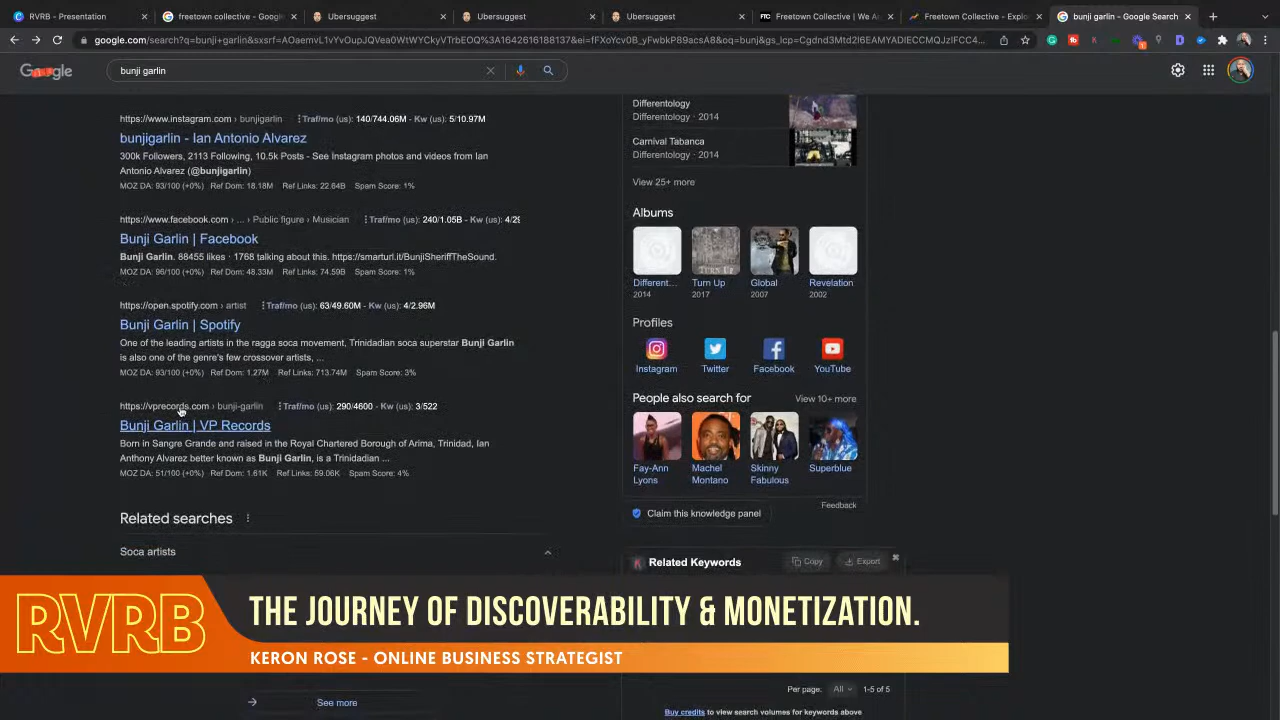 RVRB - Presentation
freetown collective - Google
Ubersuggest
Ubersuggest
Ubersuggest
Freetown Collective | We A
Freetown Collective - Explo
bunji garlin - Google Search
Google
bunji garlin
https://www.instagram.com › bunjigarlin Traf/mo (us): 140/744.06M - Kw (us): 5/10.97M
bunjigarlin - Ian Antonio Alvarez
300k Followers, 2113 Following, 10.5k Posts - See Instagram photos and videos from Ian
Antonio Alvarez (@bunjigarlin)
MOZ DA: 93/100 (+0%) Ref Dom: 18.18M Ref Links: 22.64B Spam Score: 1%
https://www.facebook.com › ... › Public figure › Musician Traf/mo (us): 240/1.05B - Kw (us): 4/29
Bunji Garlin | Facebook
Bunji Garlin. 88455 likes · 1768 talking about this. https://smarturl.it/BunjiSheriffTheSound.
MOZ DA: 96/100 (+0%) Ref Dom: 48.33M Ref Links: 74.59B Spam Score: 1%
https://open.spotify.com › artist Traf/mo (us): 63/49.60M - Kw (us): 4/2.96M
Bunji Garlin | Spotify
One of the leading artists in the ragga soca movement, Trinidadian soca superstar Bunji Garlin
is also one of the genre's few crossover artists, ...
MOZ DA: 93/100 (+0%) Ref Dom: 1.27M Ref Links: 713.74M Spam Score: 3%
https://vprecords.com › bunji-garlin Traf/mo (us): 290/4600 - Kw (us): 3/522
Bunji Garlin | VP Records
Born in Sangre Grande and raised in the Royal Chartered Borough of Arima, Trinidad, Ian
Anthony Alvarez better known as Bunji Garlin, is a Trinidadian ...
MOZ DA: 51/100 (+0%) Ref Dom: 1.61K Ref Links: 59.06K Spam Score: 4%
Related searches
Soca artists
See more
Differentology
Differentology · 2014
Carnival Tabanca
Differentology · 2014
View 25+ more
Albums
Different... Turn Up Global Revelation
2014 2017 2007 2002
Profiles
Instagram Twitter Facebook YouTube
People also search for View 10+ more
Fay-Ann Machel Skinny Superblue
Lyons Montano Fabulous
Feedback
Claim this knowledge panel
Related Keywords Copy Export
Per page: All 1-5 of 5
Buy credits to view search volumes for keywords above
RVRB
THE JOURNEY OF DISCOVERABILITY & MONETIZATION.
KERON ROSE - ONLINE BUSINESS STRATEGIST